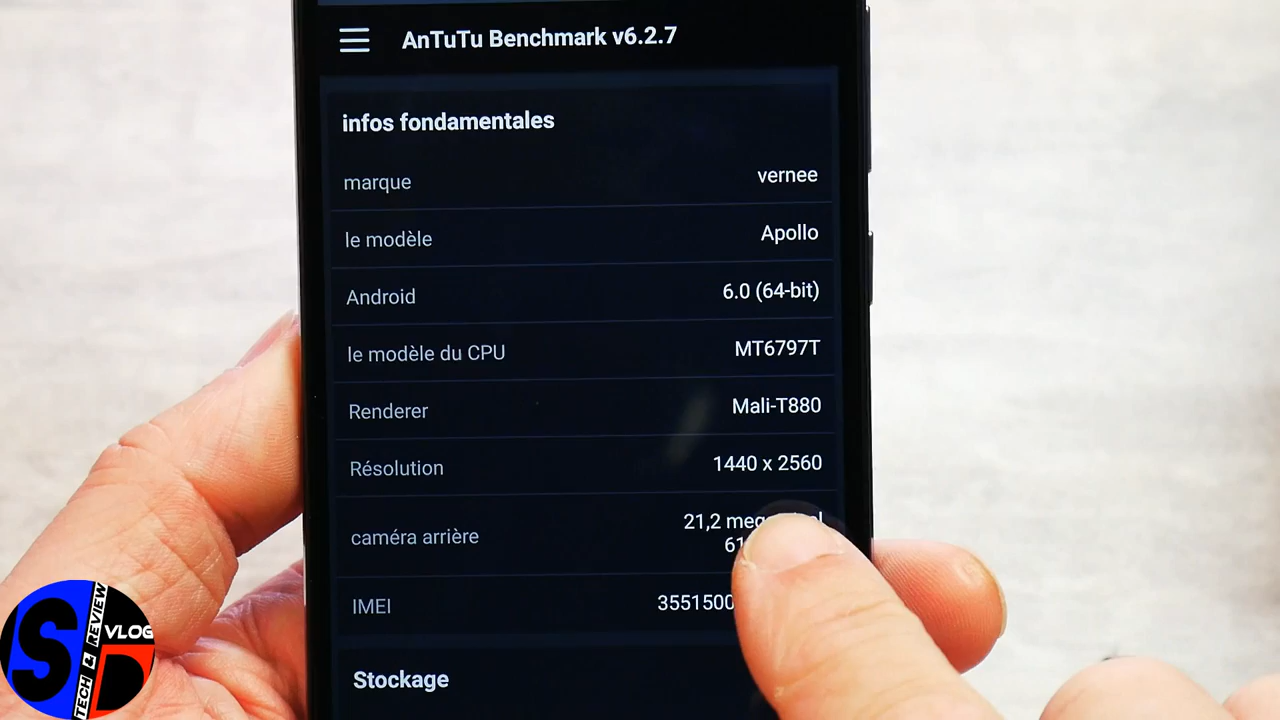 AnTuTu Benchmark v6.2.7
infos fondamentales
marque vernee
le modèle Apollo
Android 6.0 (64-bit)
le modèle du CPU MT6797T
Renderer Mali-T880
Résolution 1440 x 2560
caméra arrière 21,2
IMEI
Stockage
SD
TECH & REVIEW
VLOG